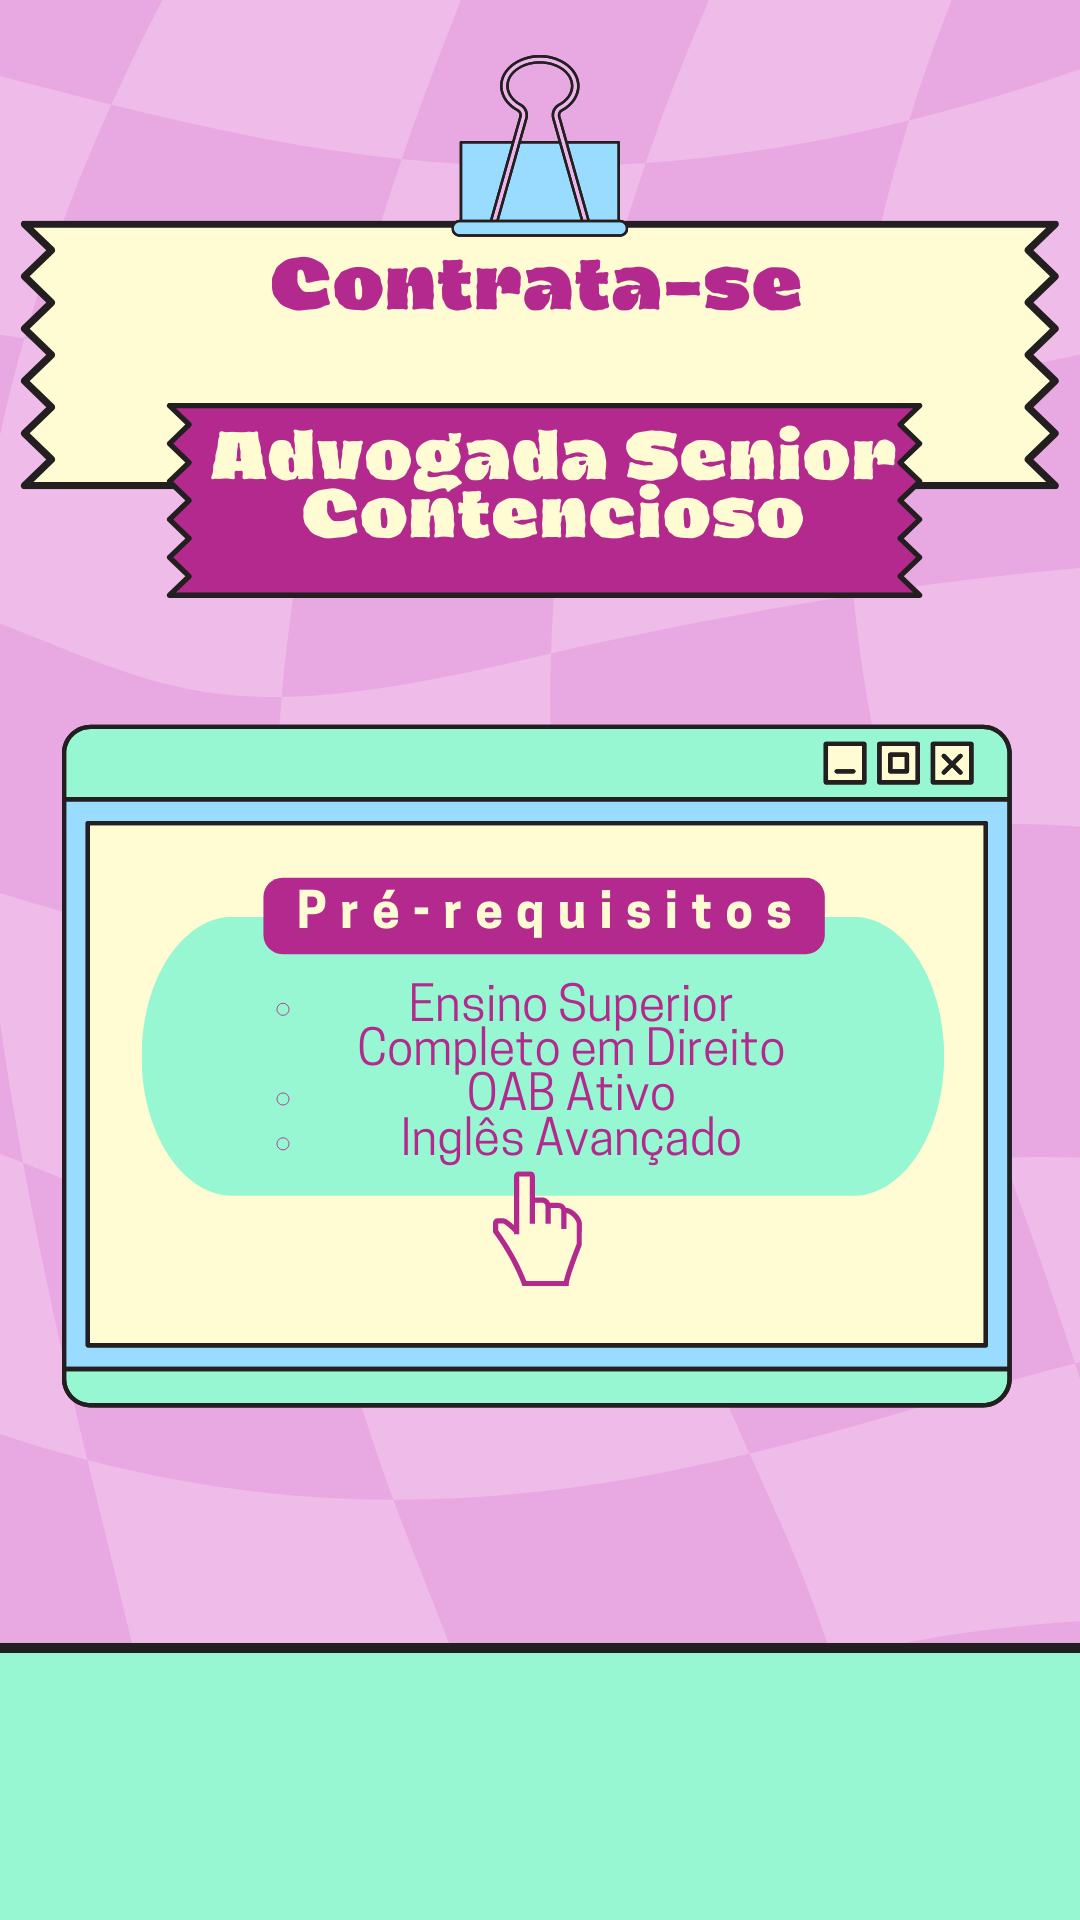 Contrata-se
Advogada Senior
Contencioso
Pré-requisitos
Ensino Superior
Completo em Direito
OAB Ativo
Inglês Avançado